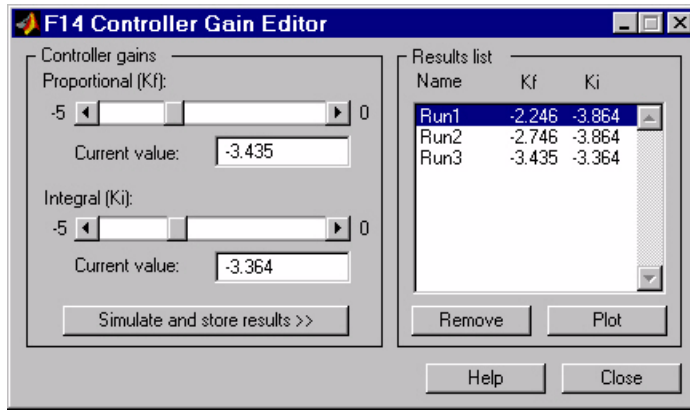 F14 Controller Gain Editor
Controller gains
Proportional (Kf):
-5 0
Current value: -3.435
Integral (Ki):
-5 0
Current value: -3.364
Simulate and store results >>
Results list
Name Kf Ki
Run1 -2.246 -3.864
Run2 -2.746 -3.864
Run3 -3.435 -3.364
Remove Plot
Help Close